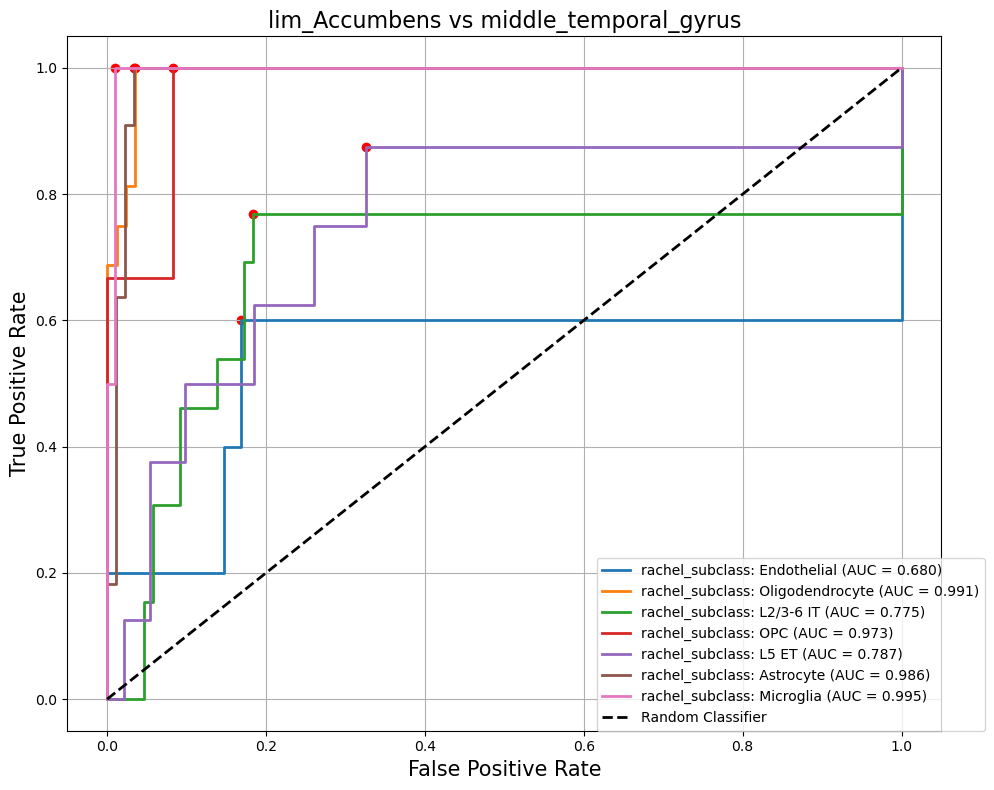 lim_Accumbens vs middle_temporal_gyrus
True Positive Rate
1.0
0.8
0.6
0.4
0.2
0.0
rachel_subclass: Endothelial (AUC = 0.680)
rachel_subclass: Oligodendrocyte (AUC = 0.991)
rachel_subclass: L2/3-6 IT (AUC = 0.775)
rachel_subclass: OPC (AUC = 0.973)
rachel_subclass: L5 ET (AUC = 0.787)
rachel_subclass: Astrocyte (AUC = 0.986)
rachel_subclass: Microglia (AUC = 0.995)
Random Classifier
0.0 0.2 0.4 0.6 0.8 1.0
False Positive Rate